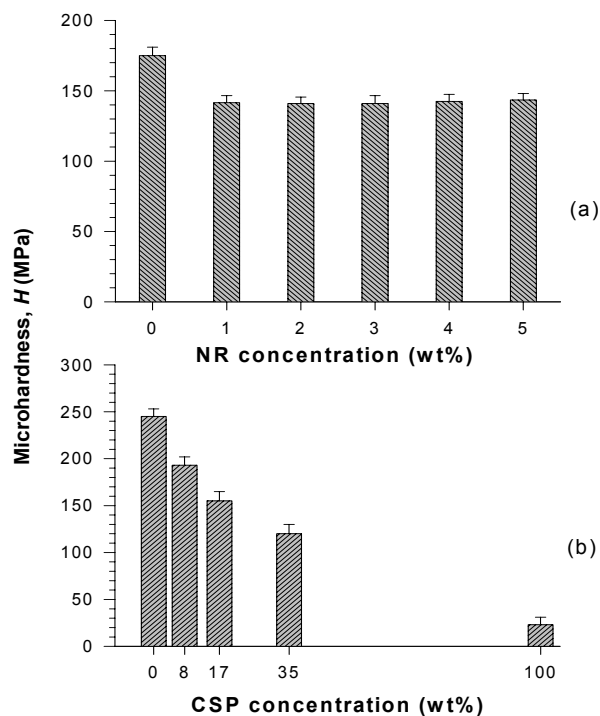 200
150
100
50
0
(a)
0 1 2 3 4 5
NR concentration (wt%)
Microhardness, H (MPa)
300
250
200
150
100
50
0
(b)
0 8 17 35 100
CSP concentration (wt%)